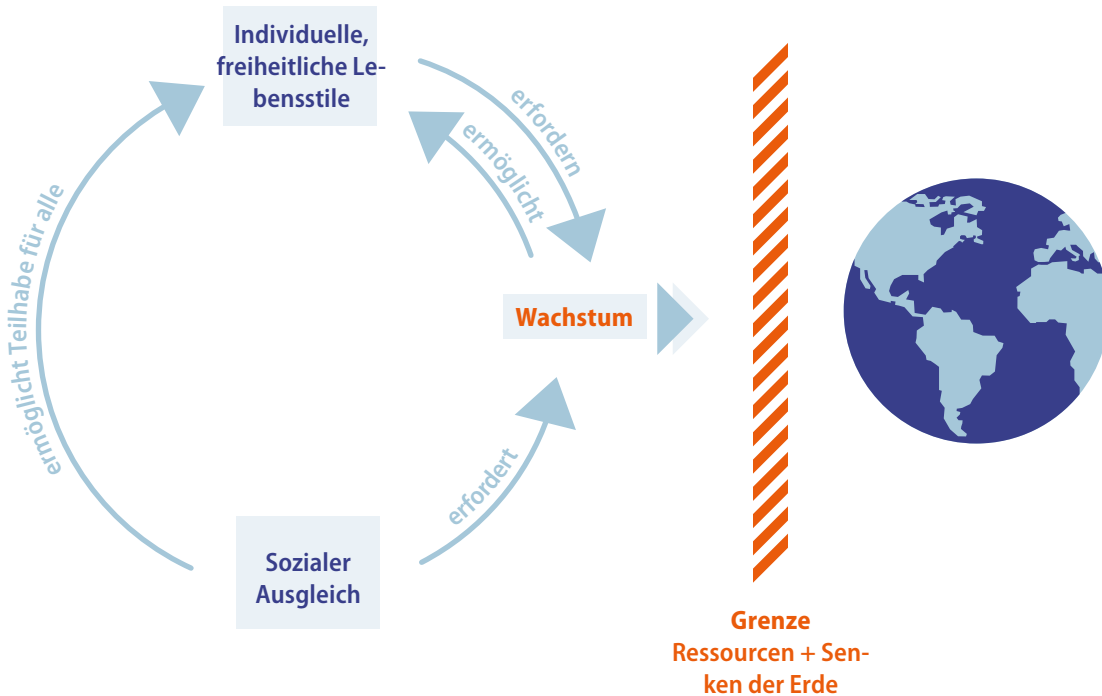 Individuelle,
freiheitliche Le-
bensstile
erfordern
ermöglicht
ermöglicht Teilhabe für alle
Wachstum
erfordert
Sozialer
Ausgleich
Grenze
Ressourcen + Sen-
ken der Erde